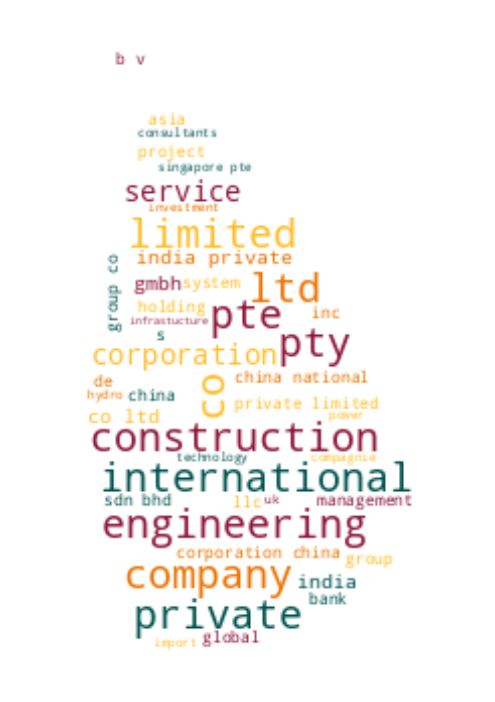 b v
asia
consultants
project
singapore pte
service
investment
limited
india private
group co
gmbh system ltd
holding pte inc
infrastucture
s pty
corporation
de co china national
hydro china
private limited
co ltd power
construction
technology compagnie
international
sdn bhd llc uk management
engineering
corporation china group
company india
bank
private
import global